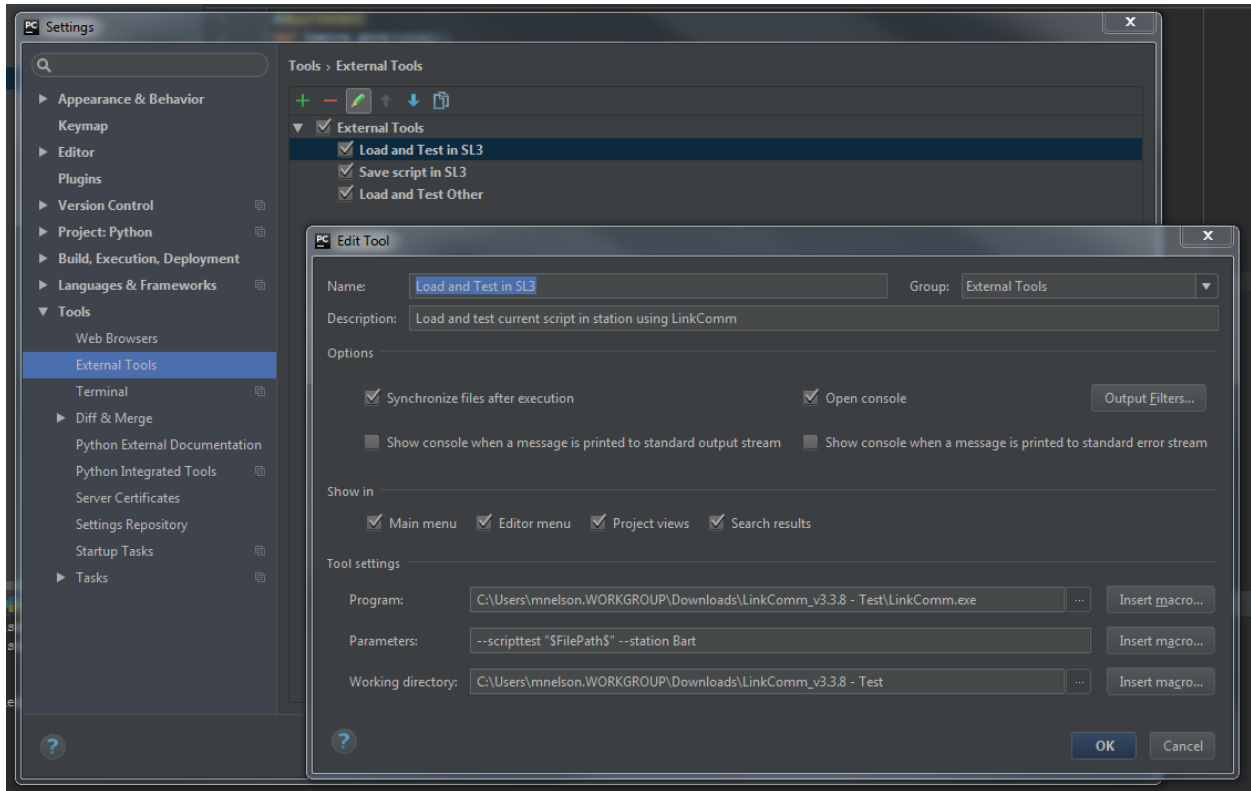 PC Settings
X
Tools › External Tools
Appearance & Behavior
Keymap
Editor
Plugins
Version Control
Project: Python
Build, Execution, Deployment
Languages & Frameworks
Tools
Web Browsers
External Tools
Terminal
Diff & Merge
Python External Documentation
Python Integrated Tools
Server Certificates
Settings Repository
Startup Tasks
Tasks
?
External Tools
Load and Test in SL3
Save script in SL3
Load and Test Other
PC Edit Tool
X
Name: Load and Test in SL3 Group: External Tools
Description: Load and test current script in station using LinkComm
Options
Synchronize files after execution Open console Output Filters...
Show console when a message is printed to standard output stream Show console when a message is printed to standard error stream
Show in
Main menu Editor menu Project views Search results
Tool settings
Program: C:\Users\mnelson.WORKGROUP\Downloads\LinkComm_v3.3.8 - Test\LinkComm.exe ... Insert macro...
Parameters: --scripttest "$FilePath$" --station Bart Insert macro...
Working directory: C:\Users\mnelson.WORKGROUP\Downloads\LinkComm_v3.3.8 - Test ... Insert macro...
? OK Cancel